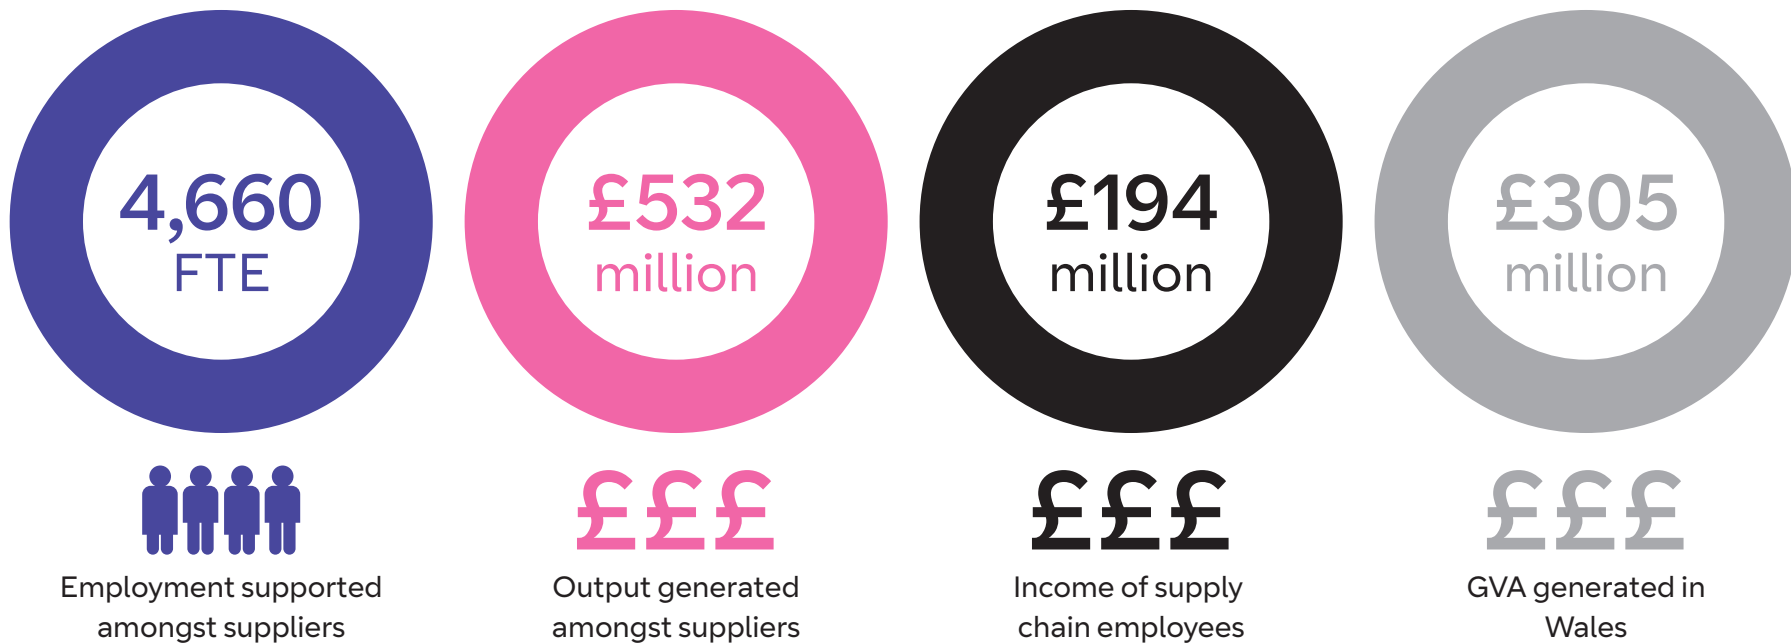 4,660
FTE
£532
million
£194
million
£305
million
£££
£££
£££
Employment supported
amongst suppliers
Output generated
amongst suppliers
Income of supply
chain employees
GVA generated in
Wales